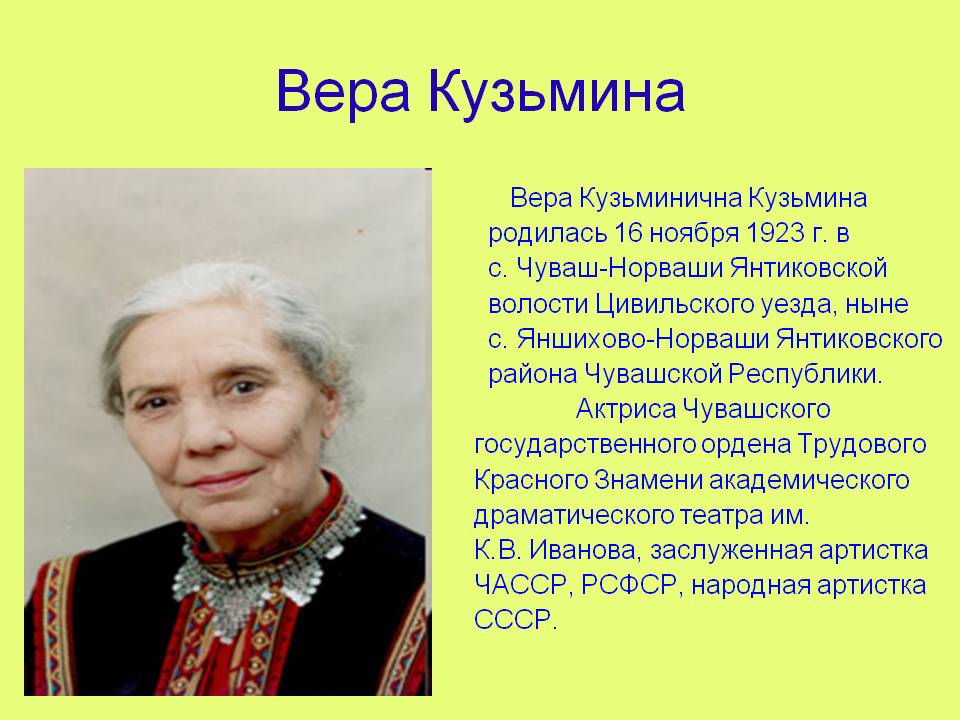 Вера Кузьмина
Вера Кузьминична Кузьмина
родилась 16 ноября 1923 г. в
с. Чуваш-Норваши Янтиковской
волости Цивильского уезда, ныне
с. Яншихово-Норваши Янтиковского
района Чувашской Республики.
Актриса Чувашского
государственного ордена Трудового
Красного Знамени академического
драматического театра им.
К.В. Иванова, заслуженная артистка
ЧАССР, РСФСР, народная артистка
СССР.